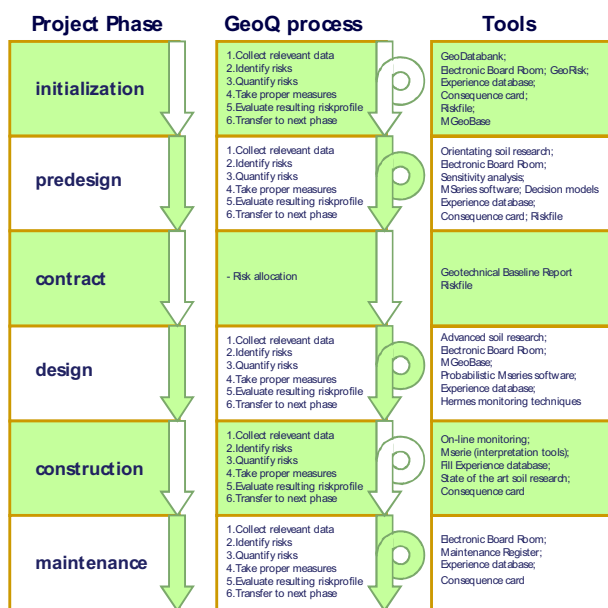 Project Phase
GeoQ process
Tools
initialization
1.Collect releveant data
2.Identify risks
3.Quantify risks
4.Take proper measures
5.Evaluate resulting riskprofile
6.Transfer to next phase
GeoDatabank;
Electronic Board Room; GeoRisk;
Experience database;
Consequence card;
Riskfile;
MGeoBase
predesign
1.Collect releveant data
2.Identify risks
3.Quantify risks
4.Take proper measures
5.Evaluate resulting riskprofile
6.Transfer to next phase
Orientating soil research;
Electronic Board Room;
Sensitivity analysis;
MSeries software; Decision models
Experience database;
Consequence card; Riskfile
contract
- Risk allocation
Geotechnical Baseline Report
Riskfile
design
1.Collect releveant data
2.Identify risks
3.Quantify risks
4.Take proper measures
5.Evaluate resulting riskprofile
6.Transfer to next phase
Advanced soil research;
Electronic Board Room;
MGeoBase;
Probabilistic Mseries software;
Experience database;
Hermes monitoring techniques
construction
1.Collect releveant data
2.Identify risks
3.Quantify risks
4.Take proper measures
5.Evaluate resulting riskprofile
6.Transfer to next phase
On-line monitoring;
Mserie (interpretation tools);
Fill Experience database;
State of the art soil research;
Consequence card
maintenance
1.Collect releveant data
2.Identify risks
3.Quantify risks
4.Take proper measures
5.Evaluate resulting riskprofile
6.Transfer to next phase
Electronic Board Room;
Maintenance Register;
Experience database;
Consequence card